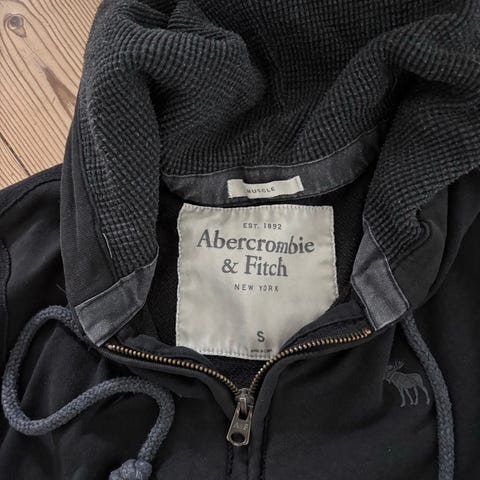 MUSCLE
EST. 1892
Abercrombie
& Fitch
NEW YORK
S
A&F